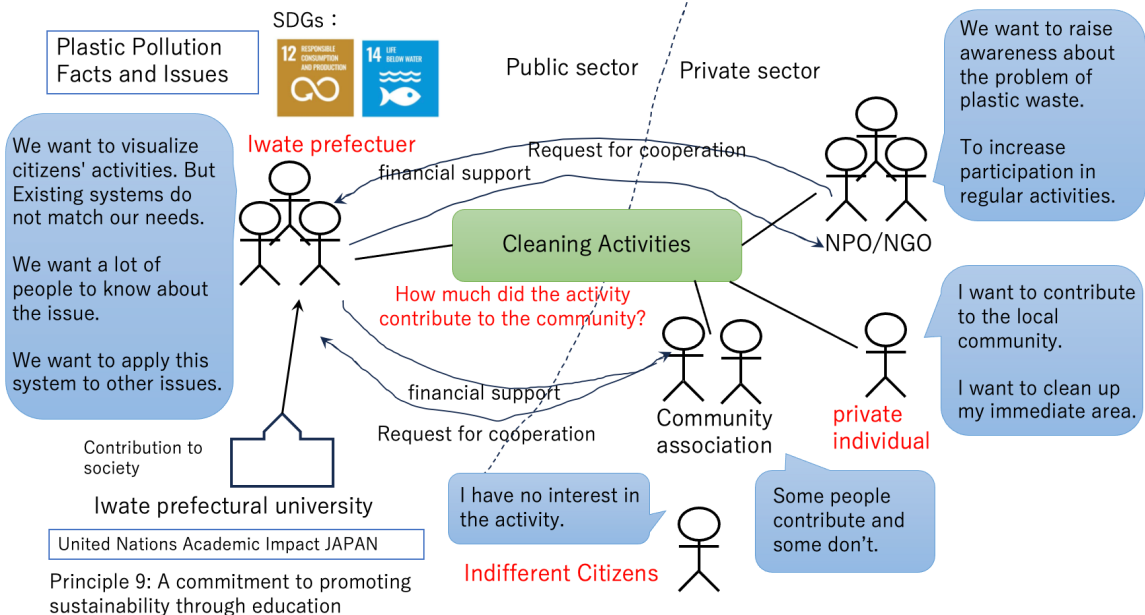 Plastic Pollution
Facts and Issues
SDGs：
12 RESPONSIBLE
CONSUMPTION
AND PRODUCTION
14 LIFE
BELOW WATER
Public sector
Private sector
We want to raise
awareness about
the problem of
plastic waste.
To increase
participation in
regular activities.
We want to visualize
citizens' activities. But
Existing systems do
not match our needs.
We want a lot of
people to know about
the issue.
We want to apply this
system to other issues.
Iwate prefectuer
Request for cooperation
financial support
NPO/NGO
Cleaning Activities
How much did the activity
contribute to the community?
I want to contribute
to the local
community.
I want to clean up
my immediate area.
financial support
Request for cooperation
Community
association
private
individual
Contribution to
society
Iwate prefectural university
I have no interest in
the activity.
Some people
contribute and
some don't.
Indifferent Citizens
United Nations Academic Impact JAPAN
Principle 9: A commitment to promoting
sustainability through education